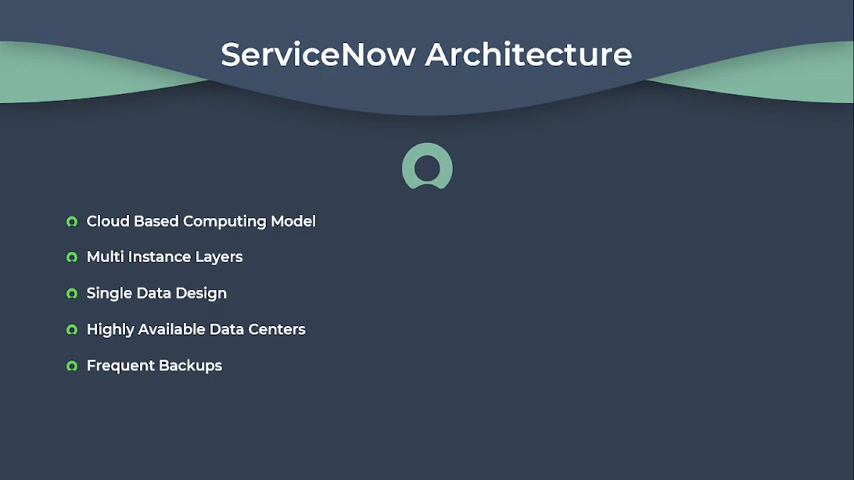 ServiceNow Architecture
Cloud Based Computing Model
Multi Instance Layers
Single Data Design
Highly Available Data Centers
Frequent Backups